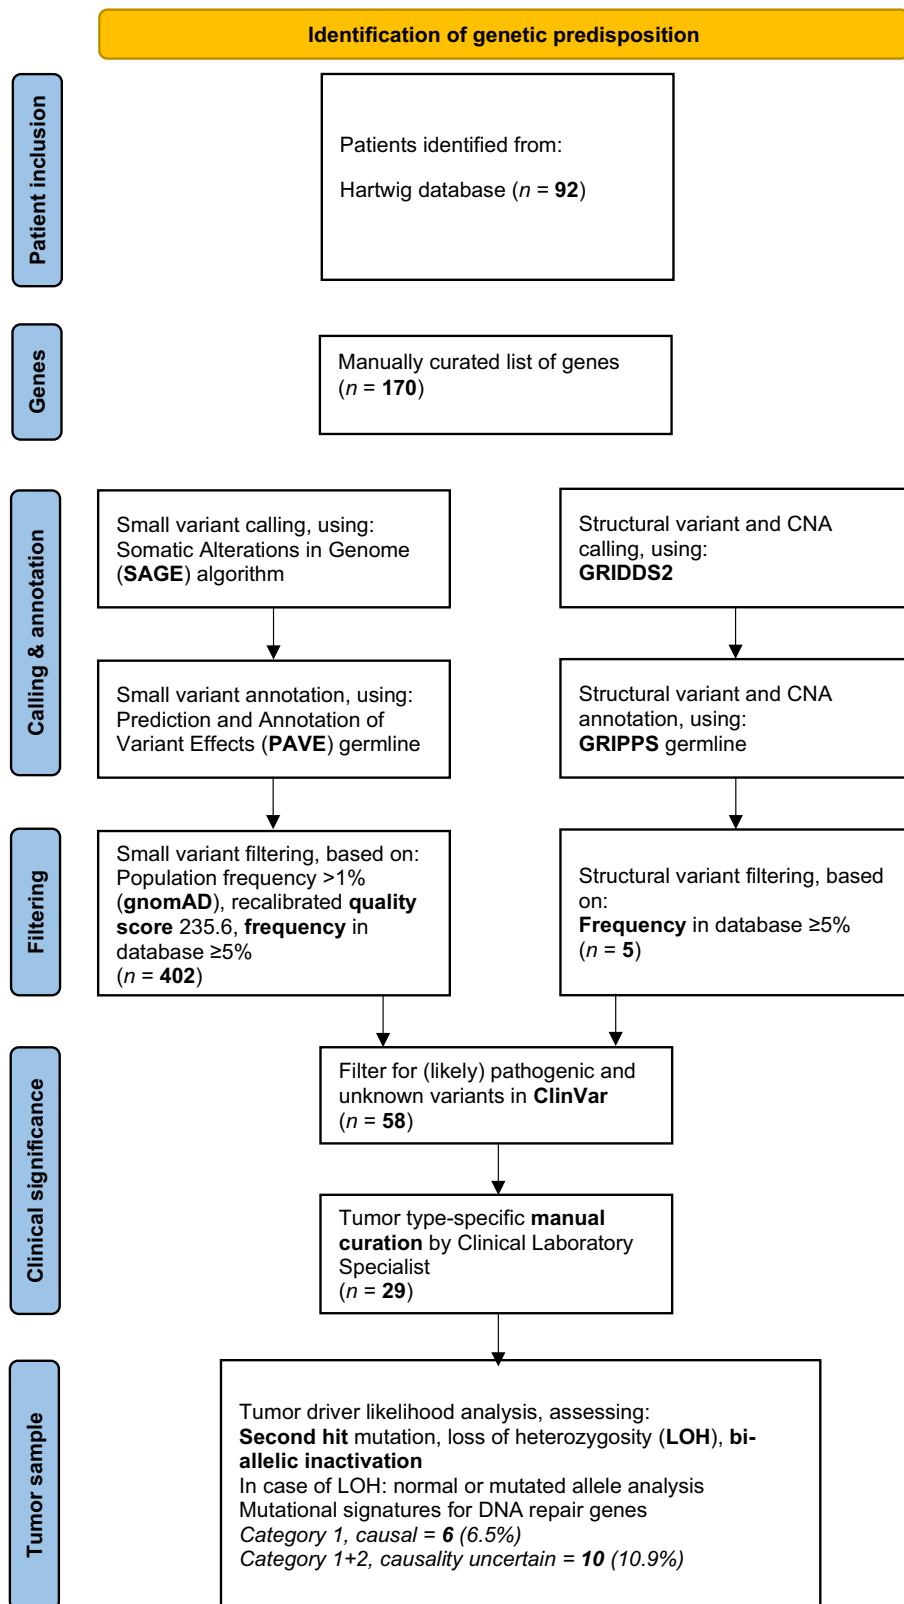 Identification of genetic predisposition
Patient inclusion
Patients identified from:
Hartwig database (n = 92)
Genes
Manually curated list of genes
(n = 170)
Calling & annotation
Small variant calling, using:
Somatic Alterations in Genome
(SAGE) algorithm
Structural variant and CNA
calling, using:
GRIDDS2
Small variant annotation, using:
Prediction and Annotation of
Variant Effects (PAVE) germline
Structural variant and CNA
annotation, using:
GRIPPS germline
Filtering
Small variant filtering, based on:
Population frequency >1%
(gnomAD), recalibrated quality
score 235.6, frequency in
database ≥5%
(n = 402)
Structural variant filtering, based
on:
Frequency in database ≥5%
(n = 5)
Clinical significance
Filter for (likely) pathogenic and
unknown variants in ClinVar
(n = 58)
Tumor type-specific manual
curation by Clinical Laboratory
Specialist
(n = 29)
Tumor sample
Tumor driver likelihood analysis, assessing:
Second hit mutation, loss of heterozygosity (LOH), bi-
allelic inactivation
In case of LOH: normal or mutated allele analysis
Mutational signatures for DNA repair genes
Category 1, causal = 6 (6.5%)
Category 1+2, causality uncertain = 10 (10.9%)